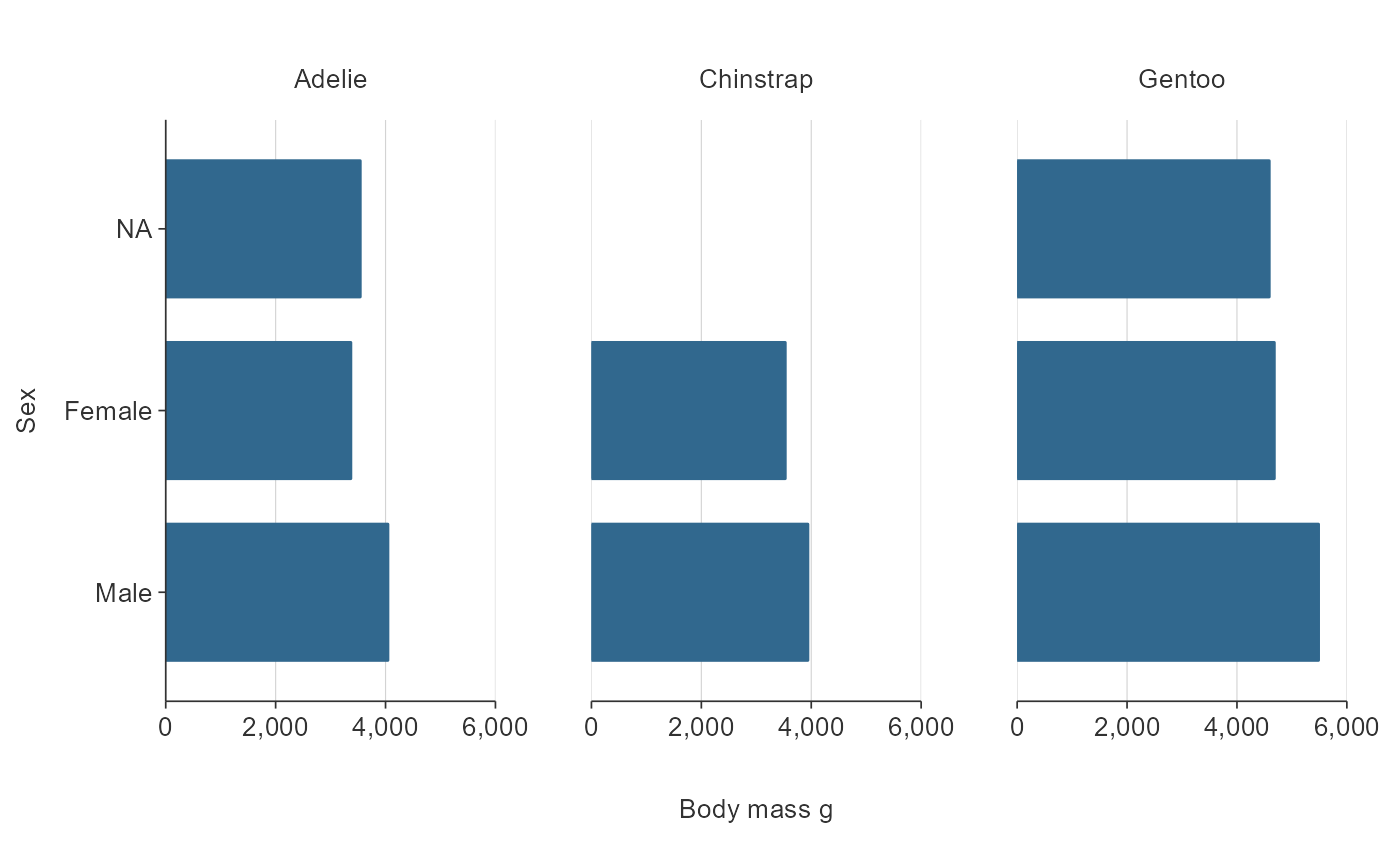 Adelie Chinstrap Gentoo
NA
Female
Male
Sex
0 2,000 4,000 6,000 0 2,000 4,000 6,000 0 2,000 4,000 6,000
Body mass g